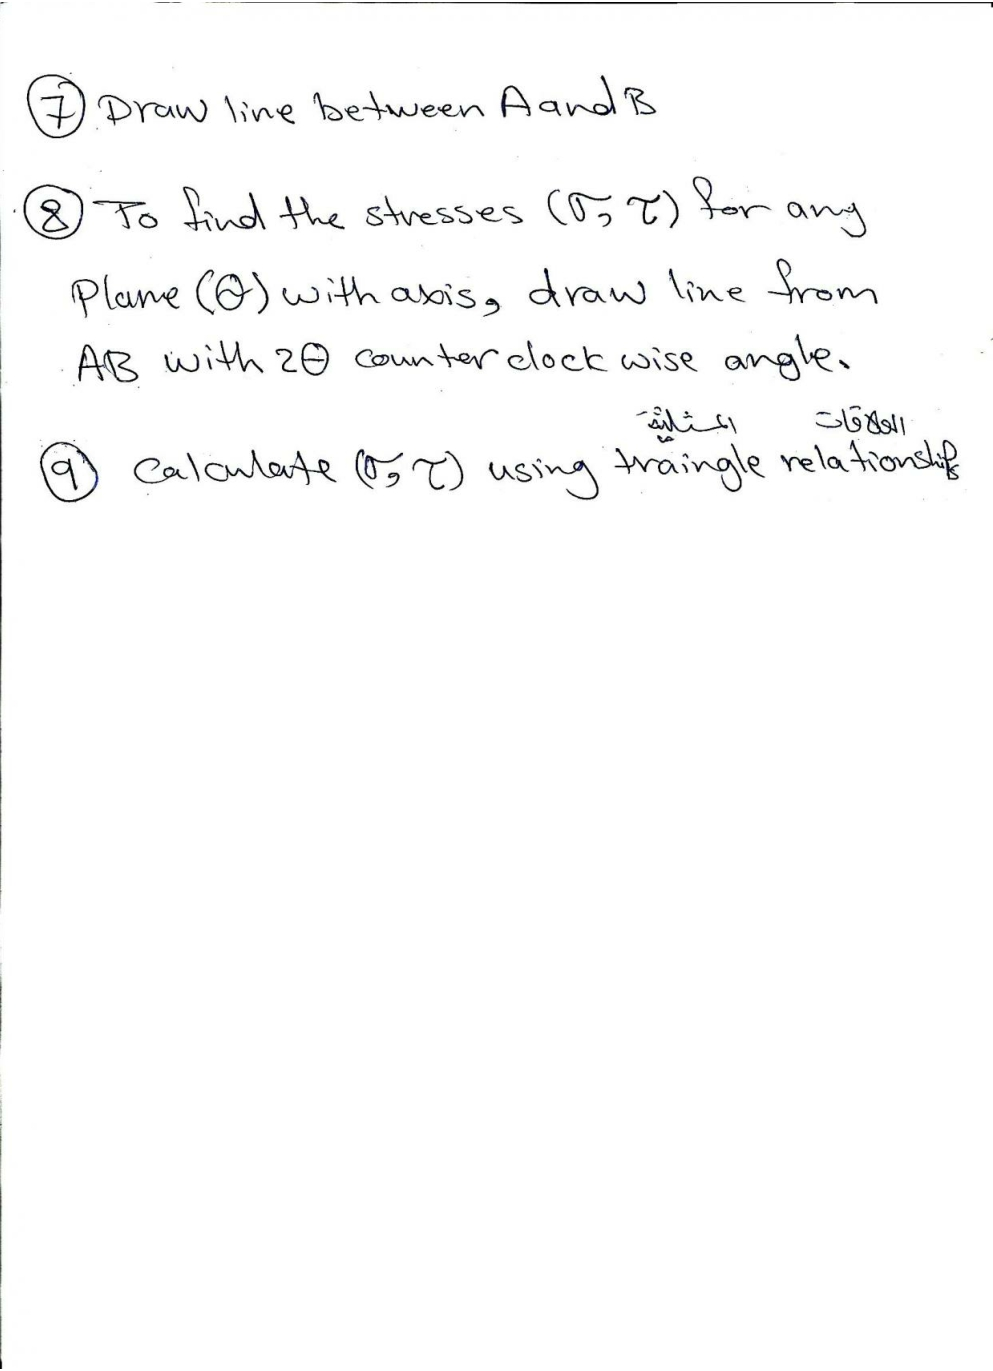 ⑦ Draw line between A and B
⑧ To find the stresses (σ, τ) for any
Plane (θ) with axis, draw line from
AB with 2θ counter clock wise angle.
العلاقات المثلثية
⑨ Calculate (σ, τ) using traingle relationships